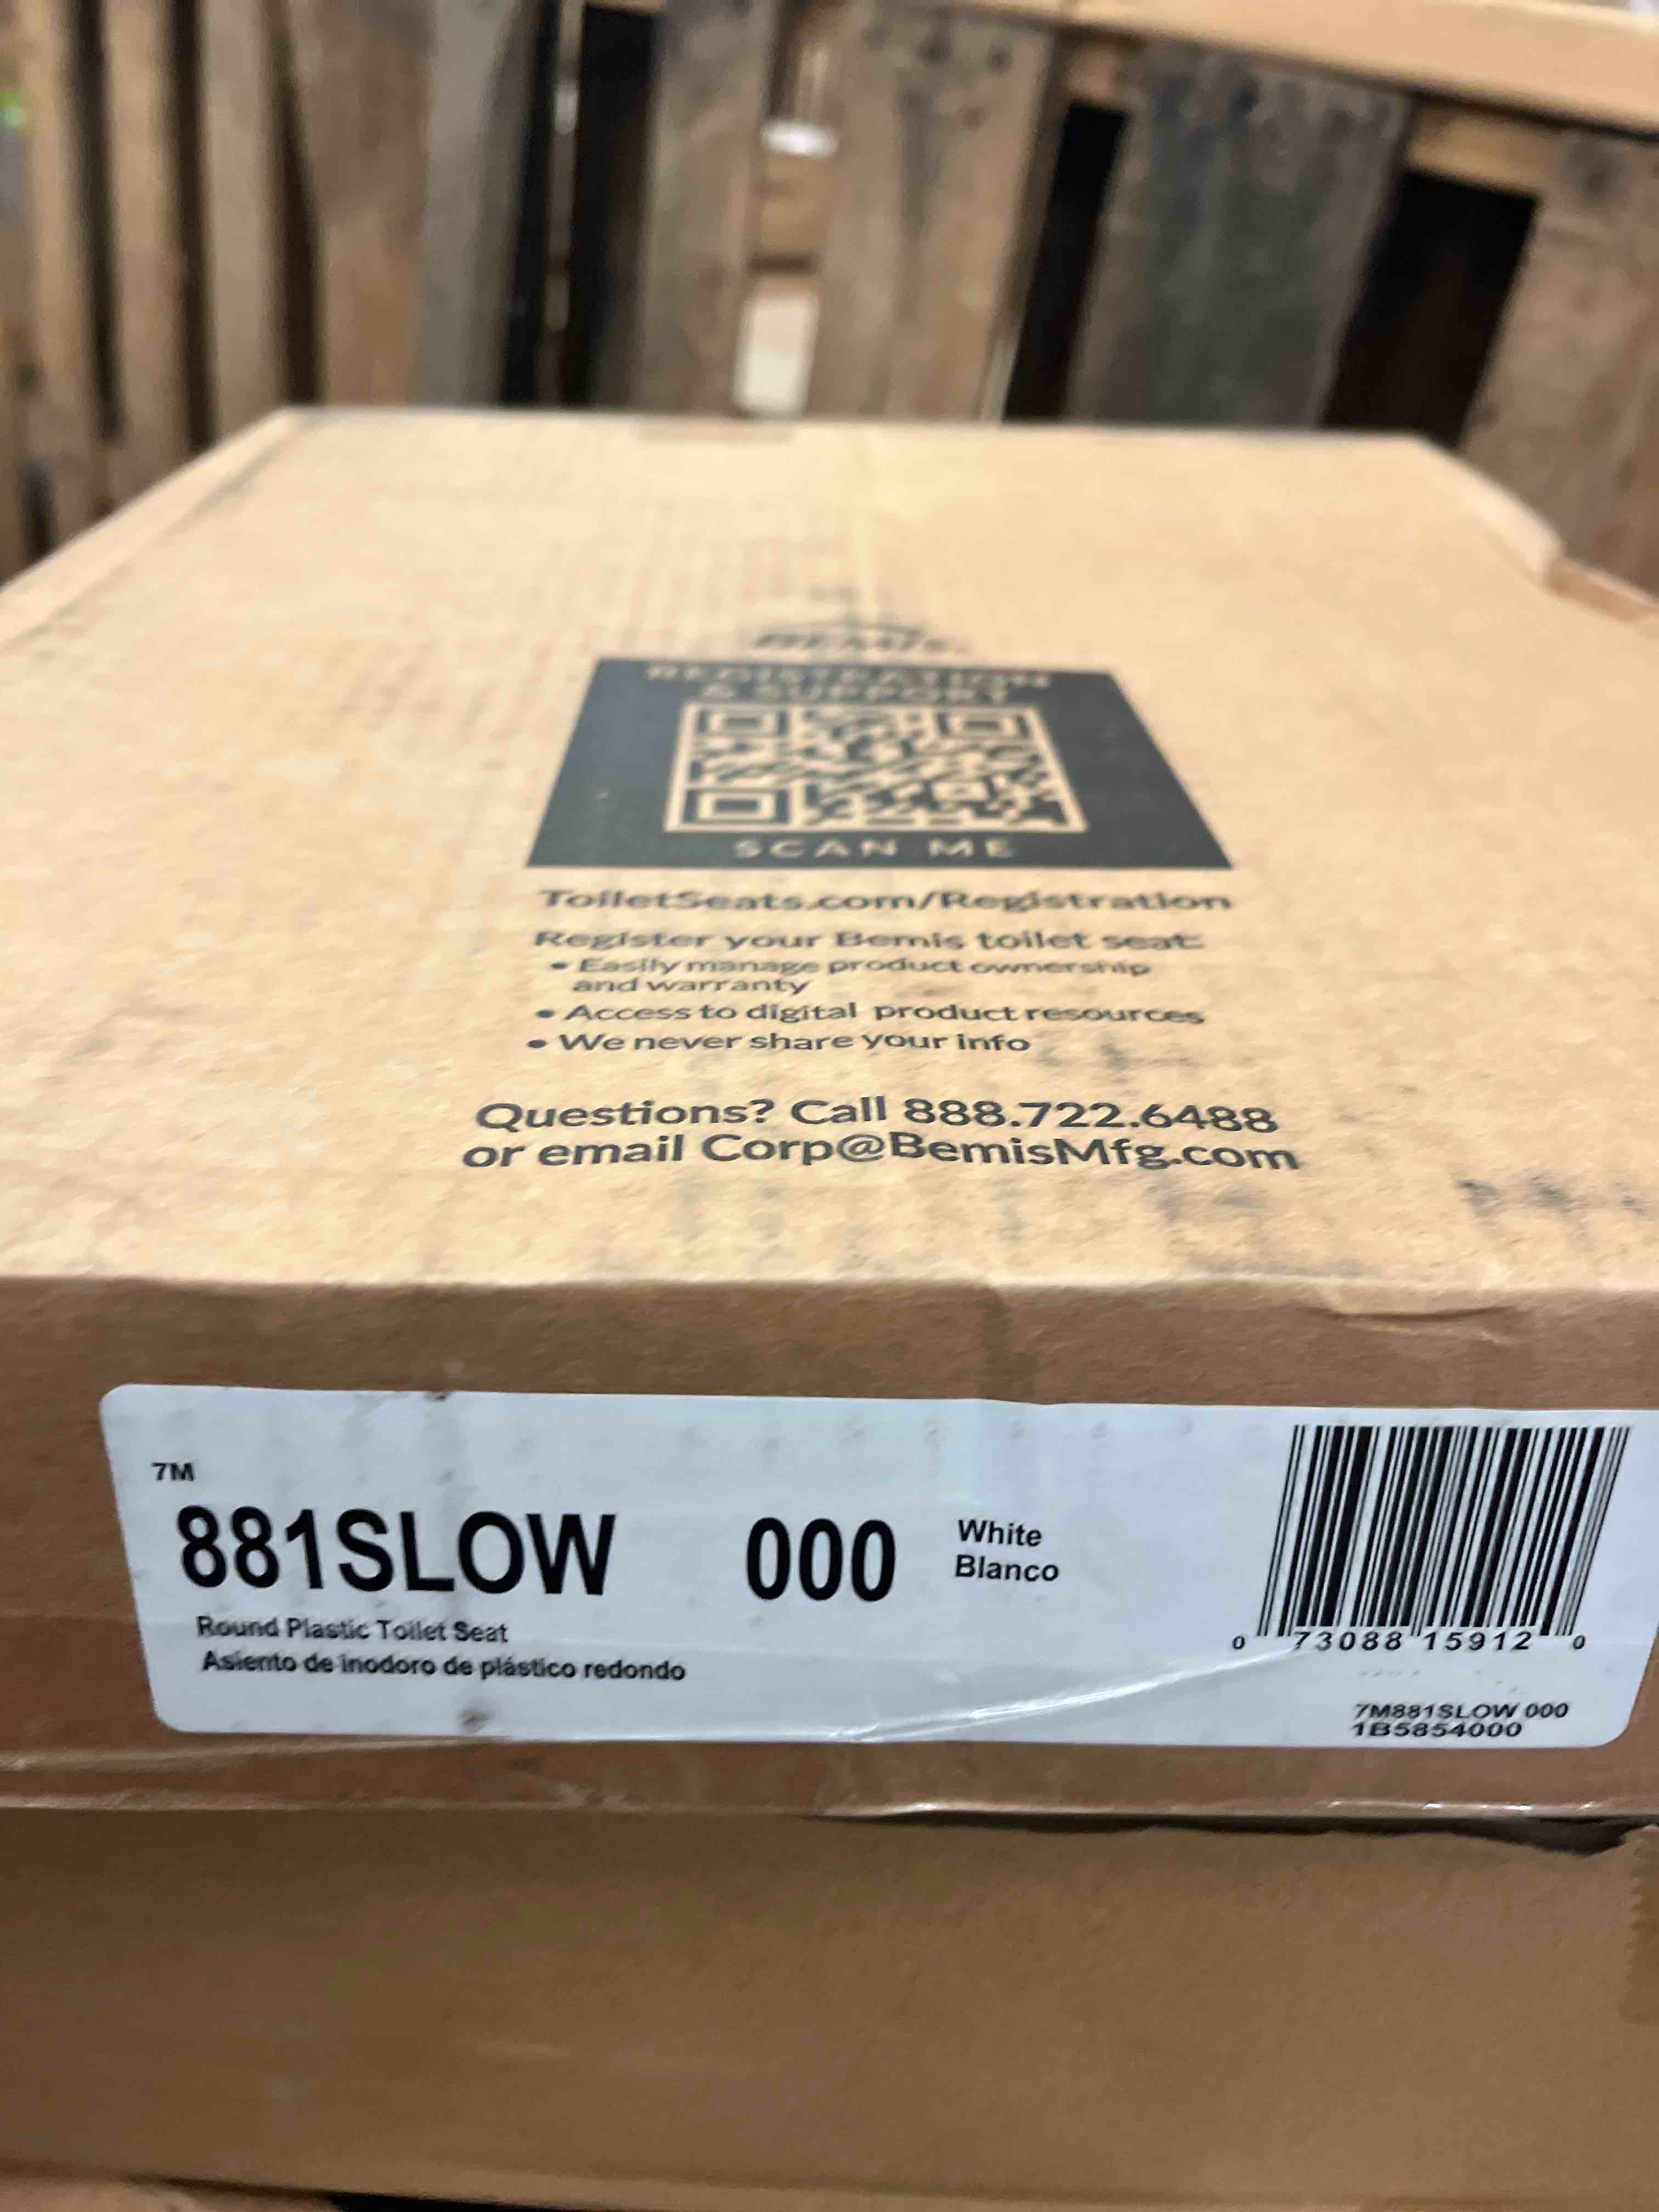 BEMIS
REGISTRATION
& SUPPORT
SCAN ME
ToiletSeats.com/Registration
Register your Bemis toilet seat:
• Easily manage product ownership
and warranty
• Access to digital product resources
• We never share your info
Questions? Call 888.722.6488
or email Corp@BemisMfg.com
7M
881SLOW 000 White
Blanco
Round Plastic Toilet Seat
Asiento de inodoro de plástico redondo
0 73088 15912 0
7M881SLOW 000
1B5854000